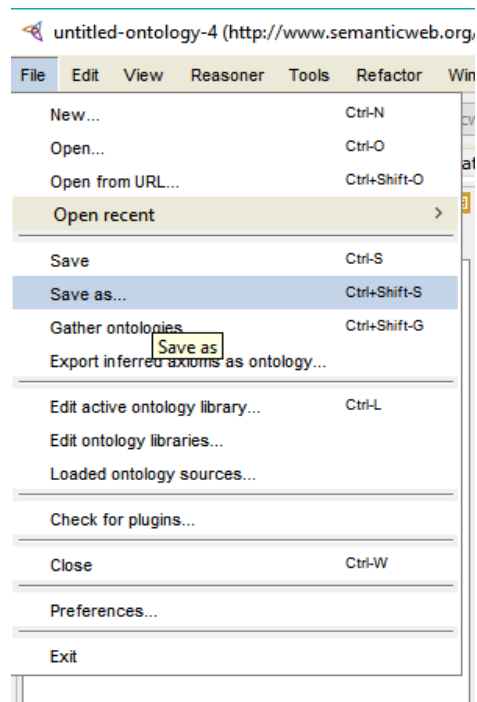 untitled-ontology-4 (http://www.semanticweb.org/
File Edit View Reasoner Tools Refactor Win
New... Ctrl-N
Open... Ctrl-O
Open from URL... Ctrl+Shift-O
Open recent
Save Ctrl-S
Save as... Ctrl+Shift-S
Gather ontologies Ctrl+Shift-G
Save as
Export inferred axioms as ontology...
Edit active ontology library... Ctrl-L
Edit ontology libraries...
Loaded ontology sources...
Check for plugins...
Close Ctrl-W
Preferences...
Exit